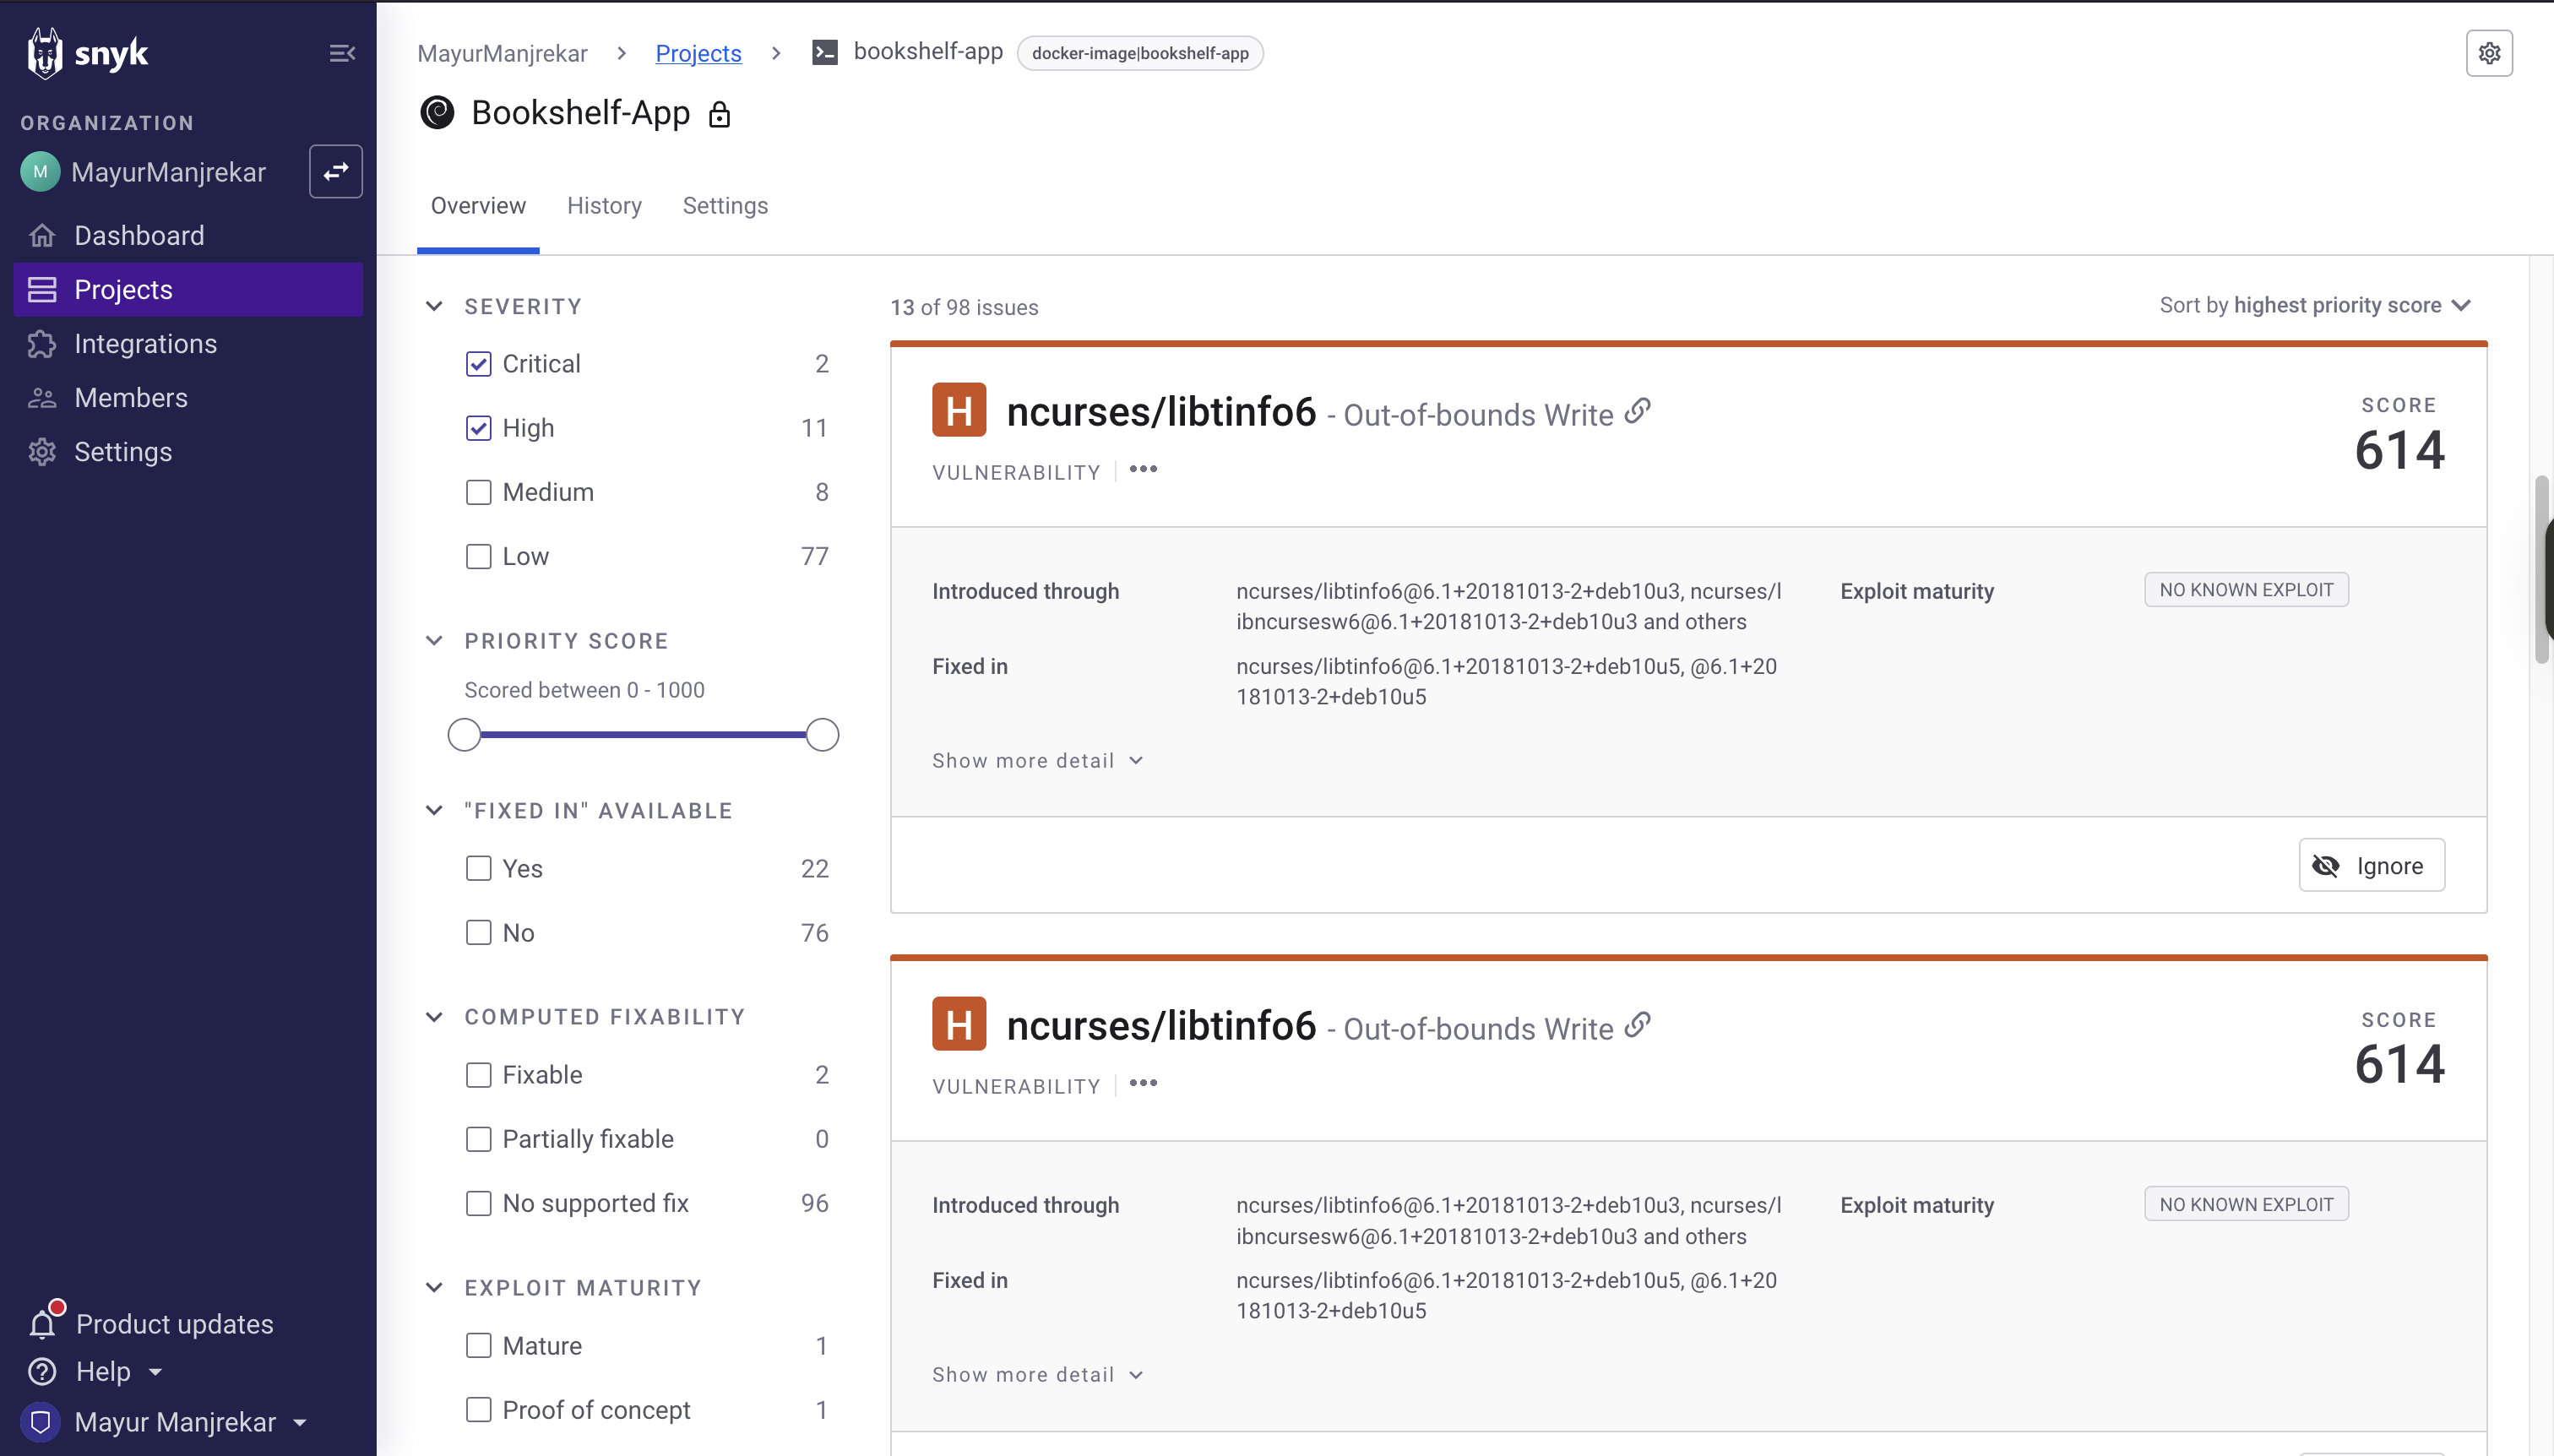 snyk
ORGANIZATION
M
MayurManjrekar
Dashboard
Projects
Integrations
Members
Settings
Product updates
Help
Mayur Manjrekar
MayurManjrekar > Projects > bookshelf-app docker-image|bookshelf-app
Bookshelf-App
Overview History Settings
SEVERITY
Critical 2
High 11
Medium 8
Low 77
PRIORITY SCORE
Scored between 0 - 1000
"FIXED IN" AVAILABLE
Yes 22
No 76
COMPUTED FIXABILITY
Fixable 2
Partially fixable 0
No supported fix 96
EXPLOIT MATURITY
Mature 1
Proof of concept 1
13 of 98 issues
Sort by highest priority score
H ncurses/libtinfo6 - Out-of-bounds Write
VULNERABILITY
SCORE
614
Introduced through
ncurses/libtinfo6@6.1+20181013-2+deb10u3, ncurses/l
ibncursesw6@6.1+20181013-2+deb10u3 and others
Exploit maturity
NO KNOWN EXPLOIT
Fixed in
ncurses/libtinfo6@6.1+20181013-2+deb10u5, @6.1+20
181013-2+deb10u5
Show more detail
Ignore
H ncurses/libtinfo6 - Out-of-bounds Write
VULNERABILITY
SCORE
614
Introduced through
ncurses/libtinfo6@6.1+20181013-2+deb10u3, ncurses/l
ibncursesw6@6.1+20181013-2+deb10u3 and others
Exploit maturity
NO KNOWN EXPLOIT
Fixed in
ncurses/libtinfo6@6.1+20181013-2+deb10u5, @6.1+20
181013-2+deb10u5
Show more detail